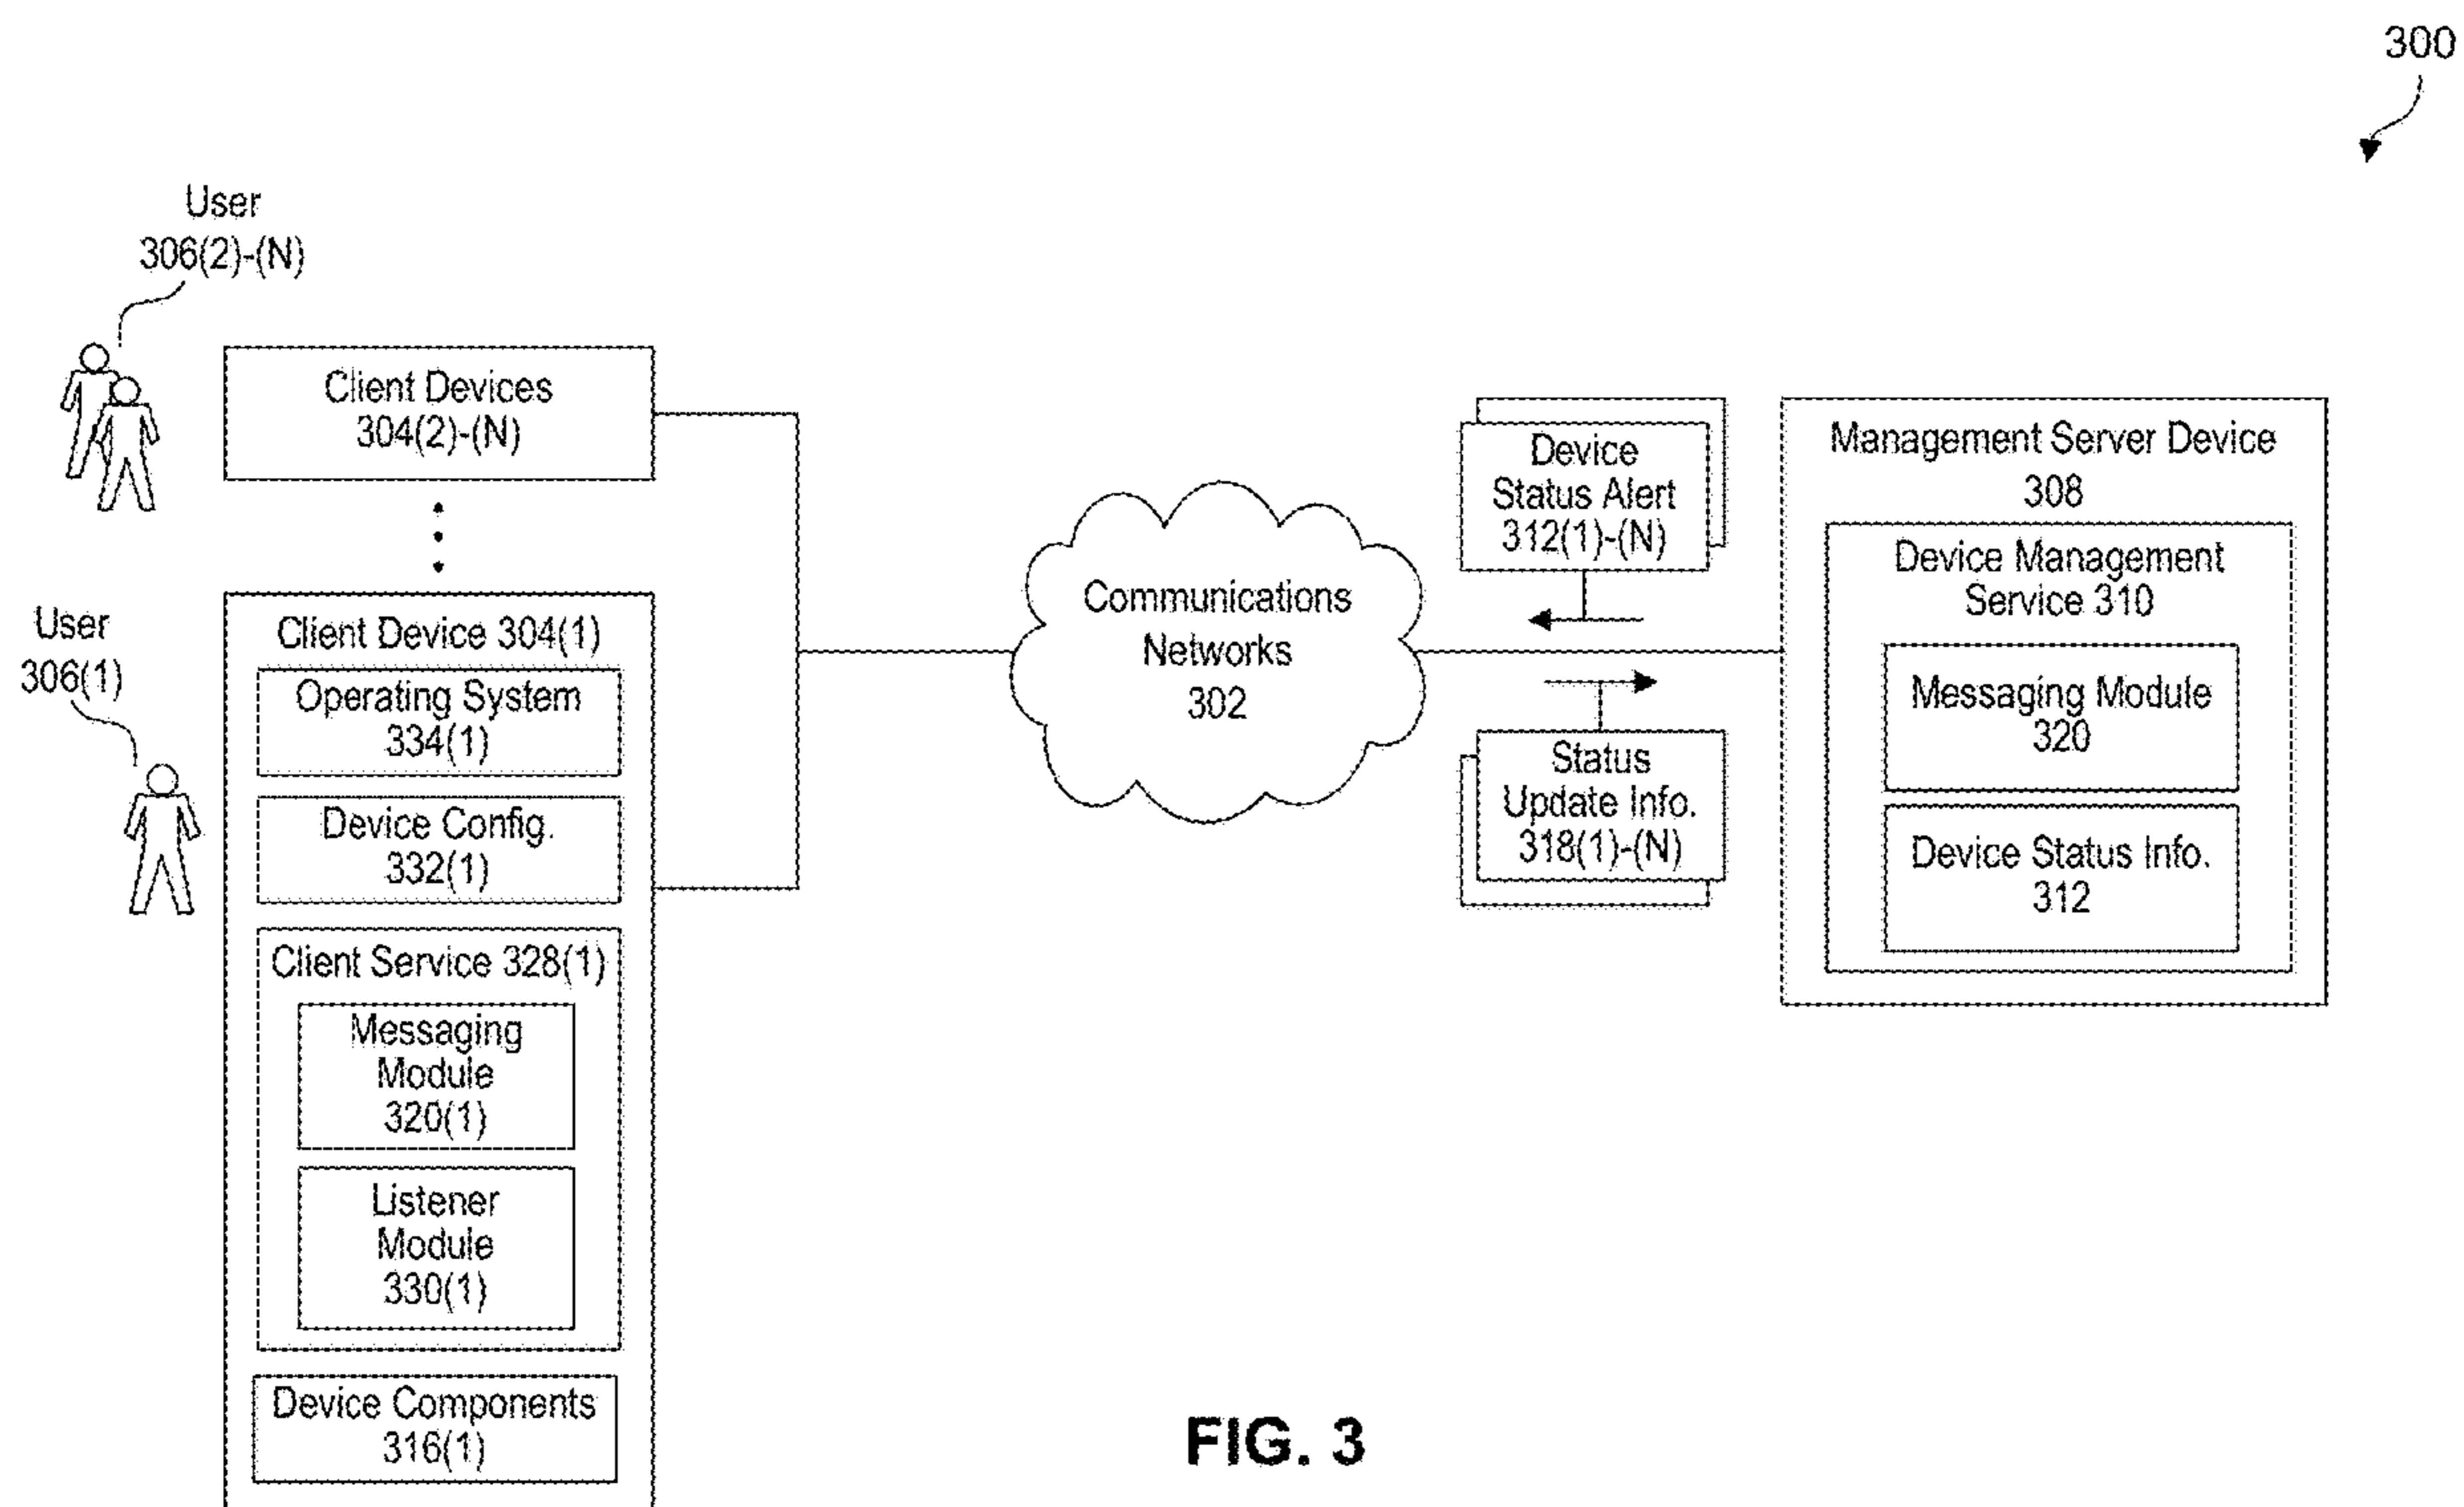 300
User
306(2)-(N)
Client Devices
304(2)-(N)
User
306(1)
Client Device 304(1)
Operating System
334(1)
Device Config.
332(1)
Client Service 328(1)
Messaging
Module
320(1)
Listener
Module
330(1)
Device Components
316(1)
Communications
Networks
302
Device
Status Alert
312(1)-(N)
Status
Update Info.
318(1)-(N)
Management Server Device
308
Device Management
Service 310
Messaging Module
320
Device Status Info.
312
FIG. 3